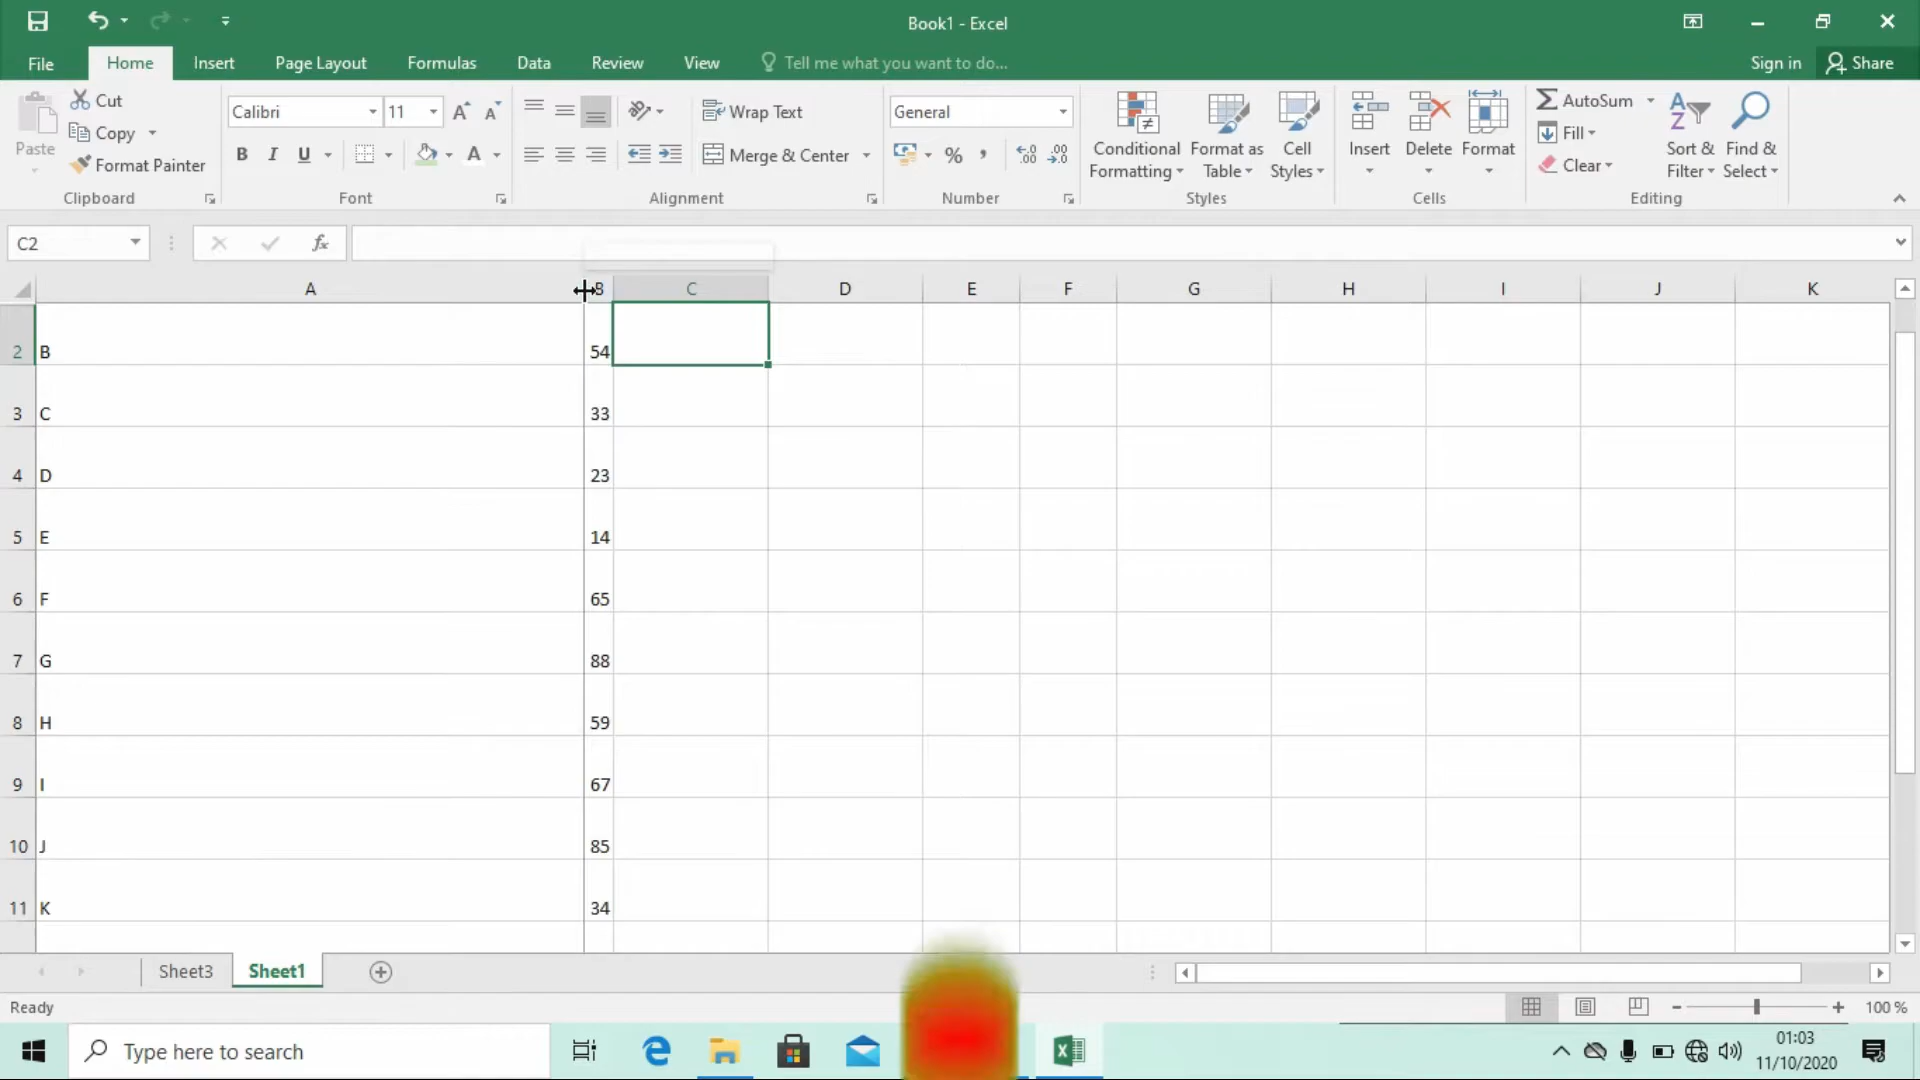 Book1 - Excel
File Home Insert Page Layout Formulas Data Review View Tell me what you want to do... Sign in Share
Paste
Cut
Copy
Format Painter
Clipboard
Calibri 11
B I U A
Font
Wrap Text
Merge & Center
Alignment
General
% ,
Number
Conditional Formatting
Format as Table
Cell Styles
Styles
Insert
Delete
Format
Cells
AutoSum
Fill
Clear
Sort & Filter
Find & Select
Editing
C2 fx
A B C D E F G H I J K
2 B 54
3 C 33
4 D 23
5 E 14
6 F 65
7 G 88
8 H 59
9 I 67
10 J 85
11 K 34
Sheet3 Sheet1
Ready 100 %
Type here to search
01:03
11/10/2020